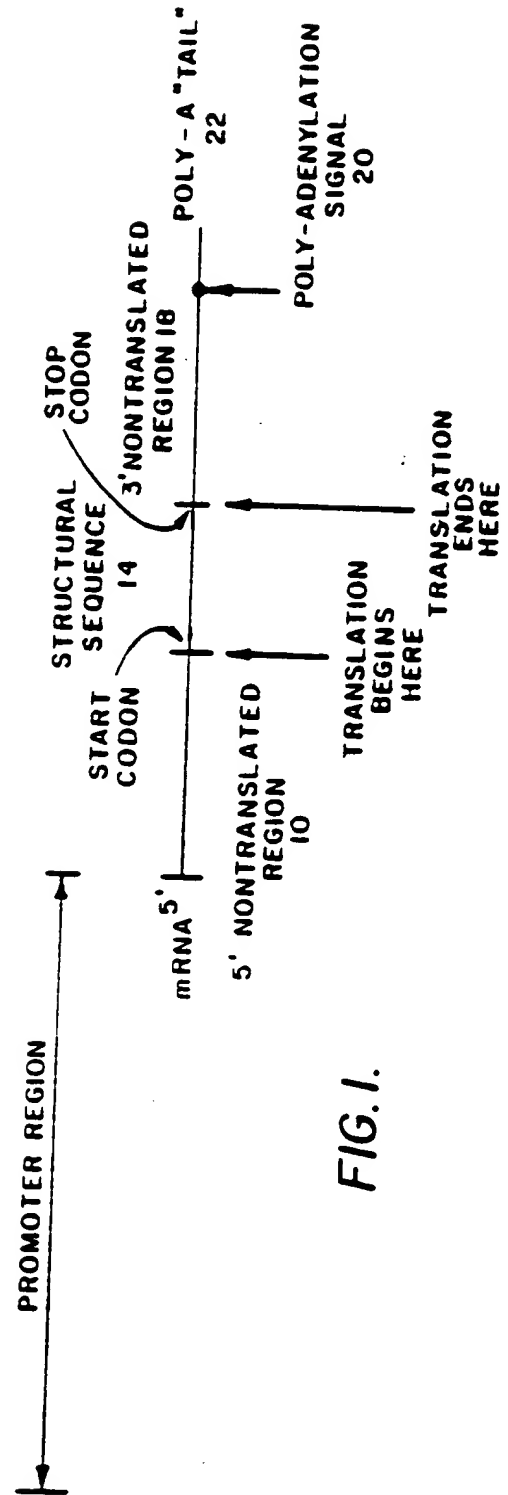 PROMOTER REGION
mRNA 5'
5' NONTRANSLATED
REGION
10
START
CODON
STRUCTURAL
SEQUENCE
14
STOP
CODON
3' NONTRANSLATED
REGION 18
POLY-A "TAIL"
22
TRANSLATION
BEGINS
HERE
TRANSLATION
ENDS
HERE
POLY-ADENYLATION
SIGNAL
20
FIG. 1.